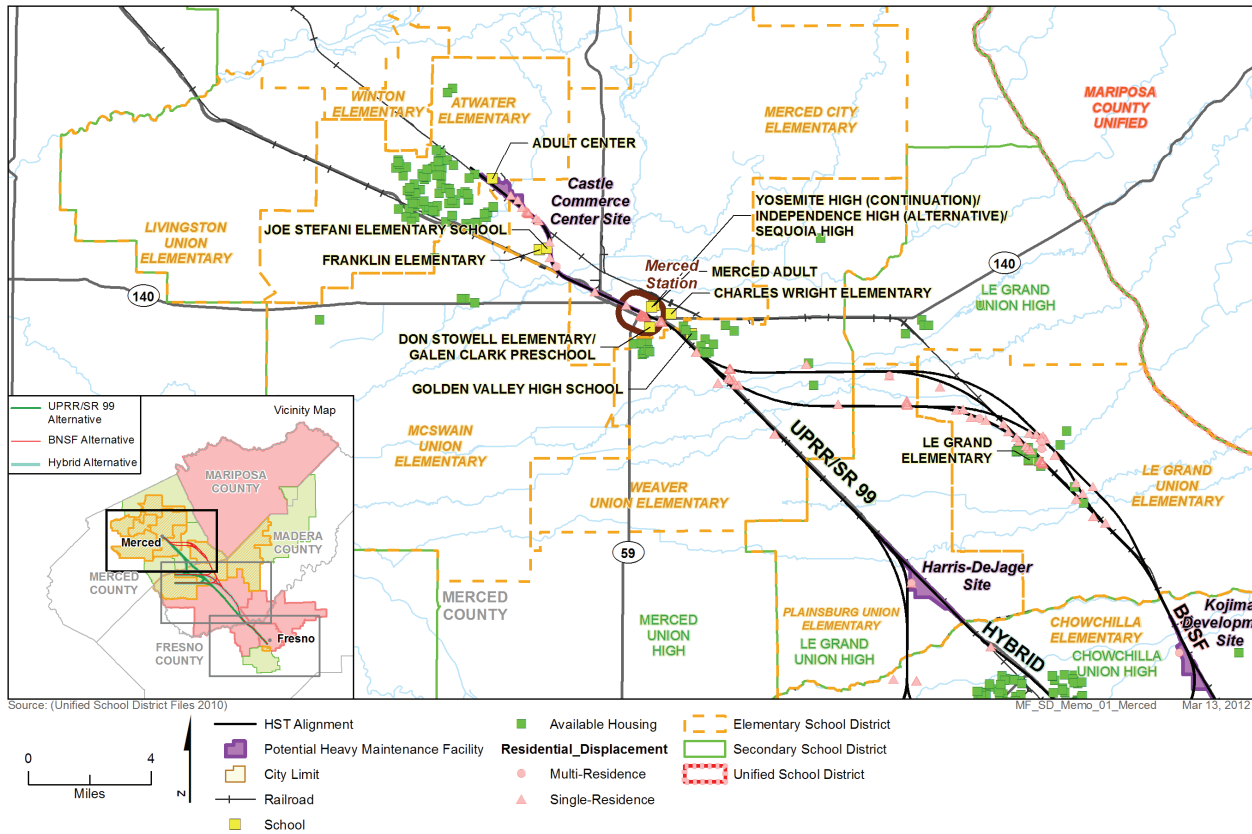 WINTON
ELEMENTARY
ATWATER
ELEMENTARY
MERCED CITY
ELEMENTARY
MARIPOSA
COUNTY
UNIFIED
ADULT CENTER
Castle
Commerce
Center Site
YOSEMITE HIGH (CONTINUATION)/
INDEPENDENCE HIGH (ALTERNATIVE)/
SEQUOIA HIGH
LIVINGSTON
UNION
ELEMENTARY
JOE STEFANI ELEMENTARY SCHOOL
FRANKLIN ELEMENTARY
Merced
Station
MERCED ADULT
CHARLES WRIGHT ELEMENTARY
140
140
LE GRAND
UNION HIGH
DON STOWELL ELEMENTARY/
GALEN CLARK PRESCHOOL
GOLDEN VALLEY HIGH SCHOOL
MCSWAIN
UNION
ELEMENTARY
UPRR/SR 99
LE GRAND
ELEMENTARY
LE GRAND
UNION
ELEMENTARY
WEAVER
UNION ELEMENTARY
59
Harris-DeJager
Site
MERCED
COUNTY
MERCED
UNION
HIGH
PLAINSBURG UNION
ELEMENTARY
LE GRAND
UNION HIGH
HYBRID
CHOWCHILLA
ELEMENTARY
CHOWCHILLA
UNION HIGH
BNSF
Kojima
Developm
Site
UPRR/SR 99
Alternative
BNSF Alternative
Hybrid Alternative
Vicinity Map
MARIPOSA
COUNTY
Merced
MADERA
COUNTY
MERCED
COUNTY
FRESNO
COUNTY
Fresno
Source: (Unified School District Files 2010)
MF_SD_Memo_01_Merced
Mar 13, 2012
0
4
Miles
N
HST Alignment
Potential Heavy Maintenance Facility
City Limit
Railroad
School
Available Housing
Residential_Displacement
Multi-Residence
Single-Residence
Elementary School District
Secondary School District
Unified School District